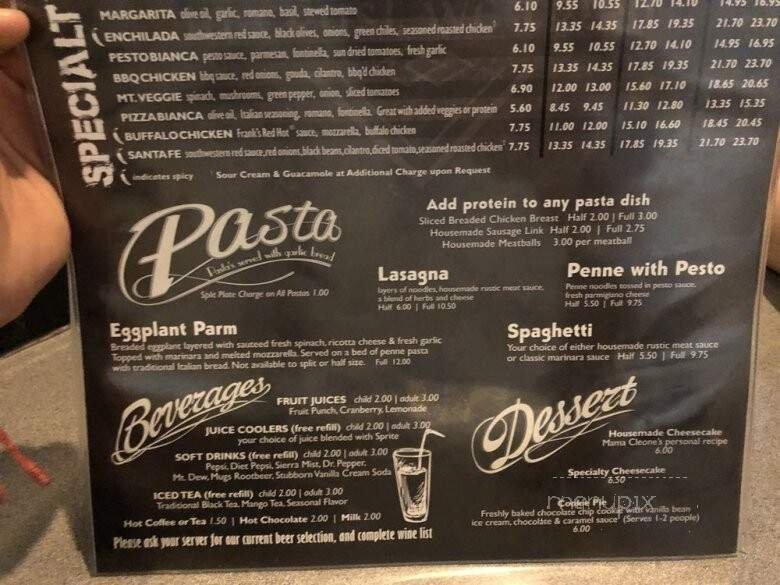 SPECIALT
MARGARITA olive oil, garlic, romano, basil, stewed tomato 6.10 9.55 10.55 12.70 14.10 14.95 16.95
ENCHILADA southwestern red sauce, black olives, onions, green chiles, seasoned roasted chicken 7.75 13.35 14.35 17.85 19.35 21.70 23.70
PESTO BIANCA pesto sauce, parmesan, fontinella, sun dried tomatoes, fresh garlic 6.10 9.55 10.55 12.70 14.10 14.95 16.95
BBQ CHICKEN bbq sauce, red onions, gouda, cilantro, bbq'd chicken 7.75 13.35 14.35 17.85 19.35 21.70 23.70
MT. VEGGIE spinach, mushrooms, green pepper, onion, sliced tomatoes 6.90 12.00 13.00 15.60 17.10 18.65 20.65
PIZZA BIANCA olive oil, Italian seasoning, romano, fontinella, Great with added veggies or protein 5.60 8.45 9.45 11.30 12.80 13.35 15.35
BUFFALO CHICKEN Frank's Red Hot® sauce, mozzarella, buffalo chicken 7.75 11.00 12.00 15.10 16.60 18.45 20.45
SANTA FE southwestern red sauce, red onions, black beans, cilantro, diced tomato, seasoned roasted chicken 7.75 13.35 14.35 17.85 19.35 21.70 23.70
indicates spicy Sour Cream & Guacamole at Additional Charge upon Request
Pasta
Pasta's served with garlic bread
Split Plate Charge on All Pastas 1.00
Add protein to any pasta dish
Sliced Breaded Chicken Breast Half 2.00 | Full 3.00
Housemade Sausage Link Half 2.00 | Full 2.75
Housemade Meatballs 3.00 per meatball
Lasagna
layers of noodles, housemade rustic meat sauce,
a blend of herbs and cheese
Half 6.00 | Full 10.50
Penne with Pesto
Penne noodles tossed in pesto sauce,
fresh parmigiano cheese
Half 5.50 | Full 9.75
Eggplant Parm
Breaded eggplant layered with sauteed fresh spinach, ricotta cheese & fresh garlic
Topped with marinara and melted mozzarella. Served on a bed of penne pasta
with traditional Italian bread. Not available to split or half size. Full 12.00
Spaghetti
Your choice of either housemade rustic meat sauce
or classic marinara sauce Half 5.50 | Full 9.75
Beverages
FRUIT JUICES child 2.00 | adult 3.00
Fruit Punch, Cranberry, Lemonade
JUICE COOLERS (free refill) child 2.00 | adult 3.00
your choice of juice blended with Sprite
SOFT DRINKS (free refill) child 2.00 | adult 3.00
Pepsi, Diet Pepsi, Sierra Mist, Dr. Pepper,
Mt. Dew, Mugs Rootbeer, Stubborn Vanilla Cream Soda
ICED TEA (free refill) child 2.00 | adult 3.00
Traditional Black Tea, Mango Tea, Seasonal Flavor
Hot Coffee or Tea 1.50 | Hot Chocolate 2.00 | Milk 2.00
Please ask your server for our current beer selection, and complete wine list
Dessert
Housemade Cheesecake
Mama Cleone's personal recipe
6.00
Specialty Cheesecake
6.50
Cookie Pie
Freshly baked chocolate chip cookie with vanilla bean
ice cream, chocolate & caramel sauce (Serves 1-2 people)
6.00
menupix